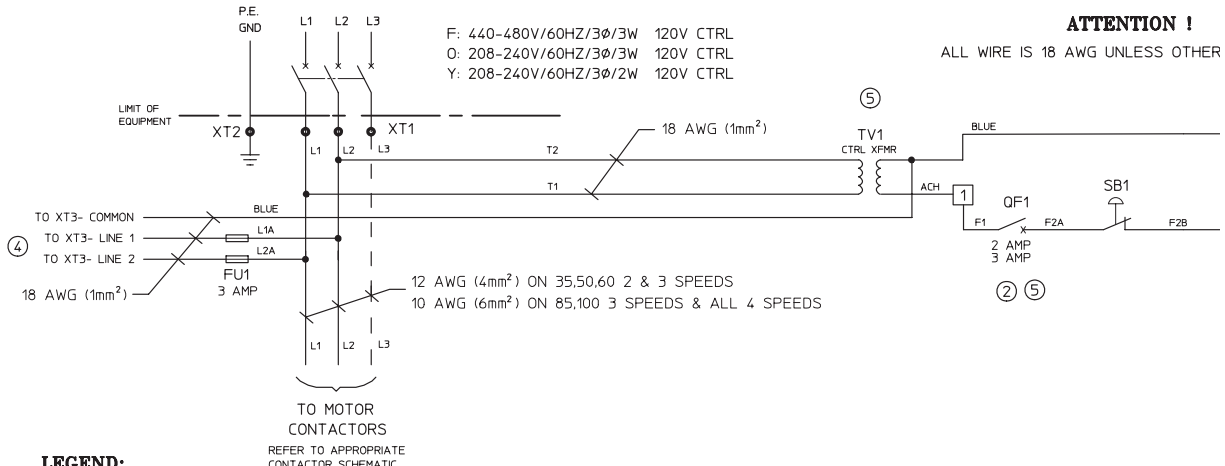 P.E.
GND
L1 L2 L3
F: 440-480V/60HZ/3Ø/3W 120V CTRL
O: 208-240V/60HZ/3Ø/3W 120V CTRL
Y: 208-240V/60HZ/3Ø/2W 120V CTRL
ATTENTION !
ALL WIRE IS 18 AWG UNLESS OTHER
LIMIT OF
EQUIPMENT
XT2
XT1
L1 L2 L3
18 AWG (1mm²)
5
TV1
CTRL XFMR
BLUE
T2
T1
ACH
1
QF1
SB1
F1
F2A
F2B
2 AMP
3 AMP
2 5
TO XT3- COMMON
BLUE
4
TO XT3- LINE 1
L1A
TO XT3- LINE 2
L2A
FU1
3 AMP
18 AWG (1mm²)
12 AWG (4mm²) ON 35,50,60 2 & 3 SPEEDS
10 AWG (6mm²) ON 85,100 3 SPEEDS & ALL 4 SPEEDS
L1 L2 L3
TO MOTOR
CONTACTORS
REFER TO APPROPRIATE
CONTACTOR SCHEMATIC
LEGEND: